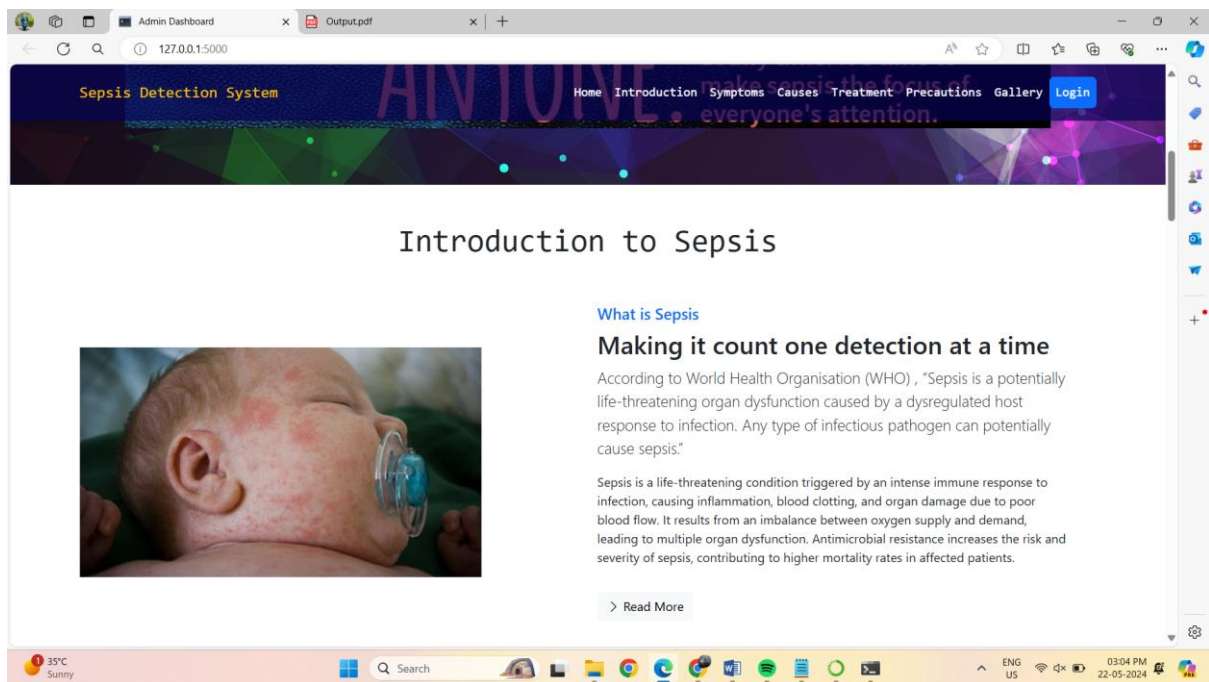 Admin Dashboard
Output.pdf
127.0.0.1:5000
Sepsis Detection System
ANYONE.
make sepsis the focus of
everyone's attention.
Home Introduction Symptoms Causes Treatment Precautions Gallery Login
Introduction to Sepsis
What is Sepsis
Making it count one detection at a time
According to World Health Organisation (WHO) , “Sepsis is a potentially
life-threatening organ dysfunction caused by a dysregulated host
response to infection. Any type of infectious pathogen can potentially
cause sepsis.”
Sepsis is a life-threatening condition triggered by an intense immune response to
infection, causing inflammation, blood clotting, and organ damage due to poor
blood flow. It results from an imbalance between oxygen supply and demand,
leading to multiple organ dysfunction. Antimicrobial resistance increases the risk and
severity of sepsis, contributing to higher mortality rates in affected patients.
> Read More
1
35°C
Sunny
Search
ENG
US
03:04 PM
22-05-2024